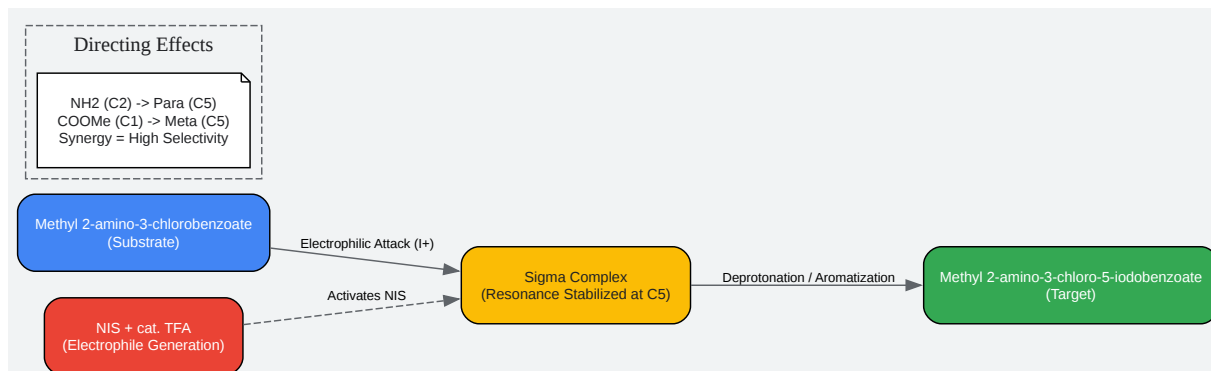 Directing Effects
NH2 (C2) -> Para (C5)
COOMe (C1) -> Meta (C5)
Synergy = High Selectivity
Methyl 2-amino-3-chlorobenzoate
(Substrate)
Electrophilic Attack (I+)
Activates NIS
NIS + cat. TFA
(Electrophile Generation)
Sigma Complex
(Resonance Stabilized at C5)
Deprotonation / Aromatization
Methyl 2-amino-3-chloro-5-iodobenzoate
(Target)